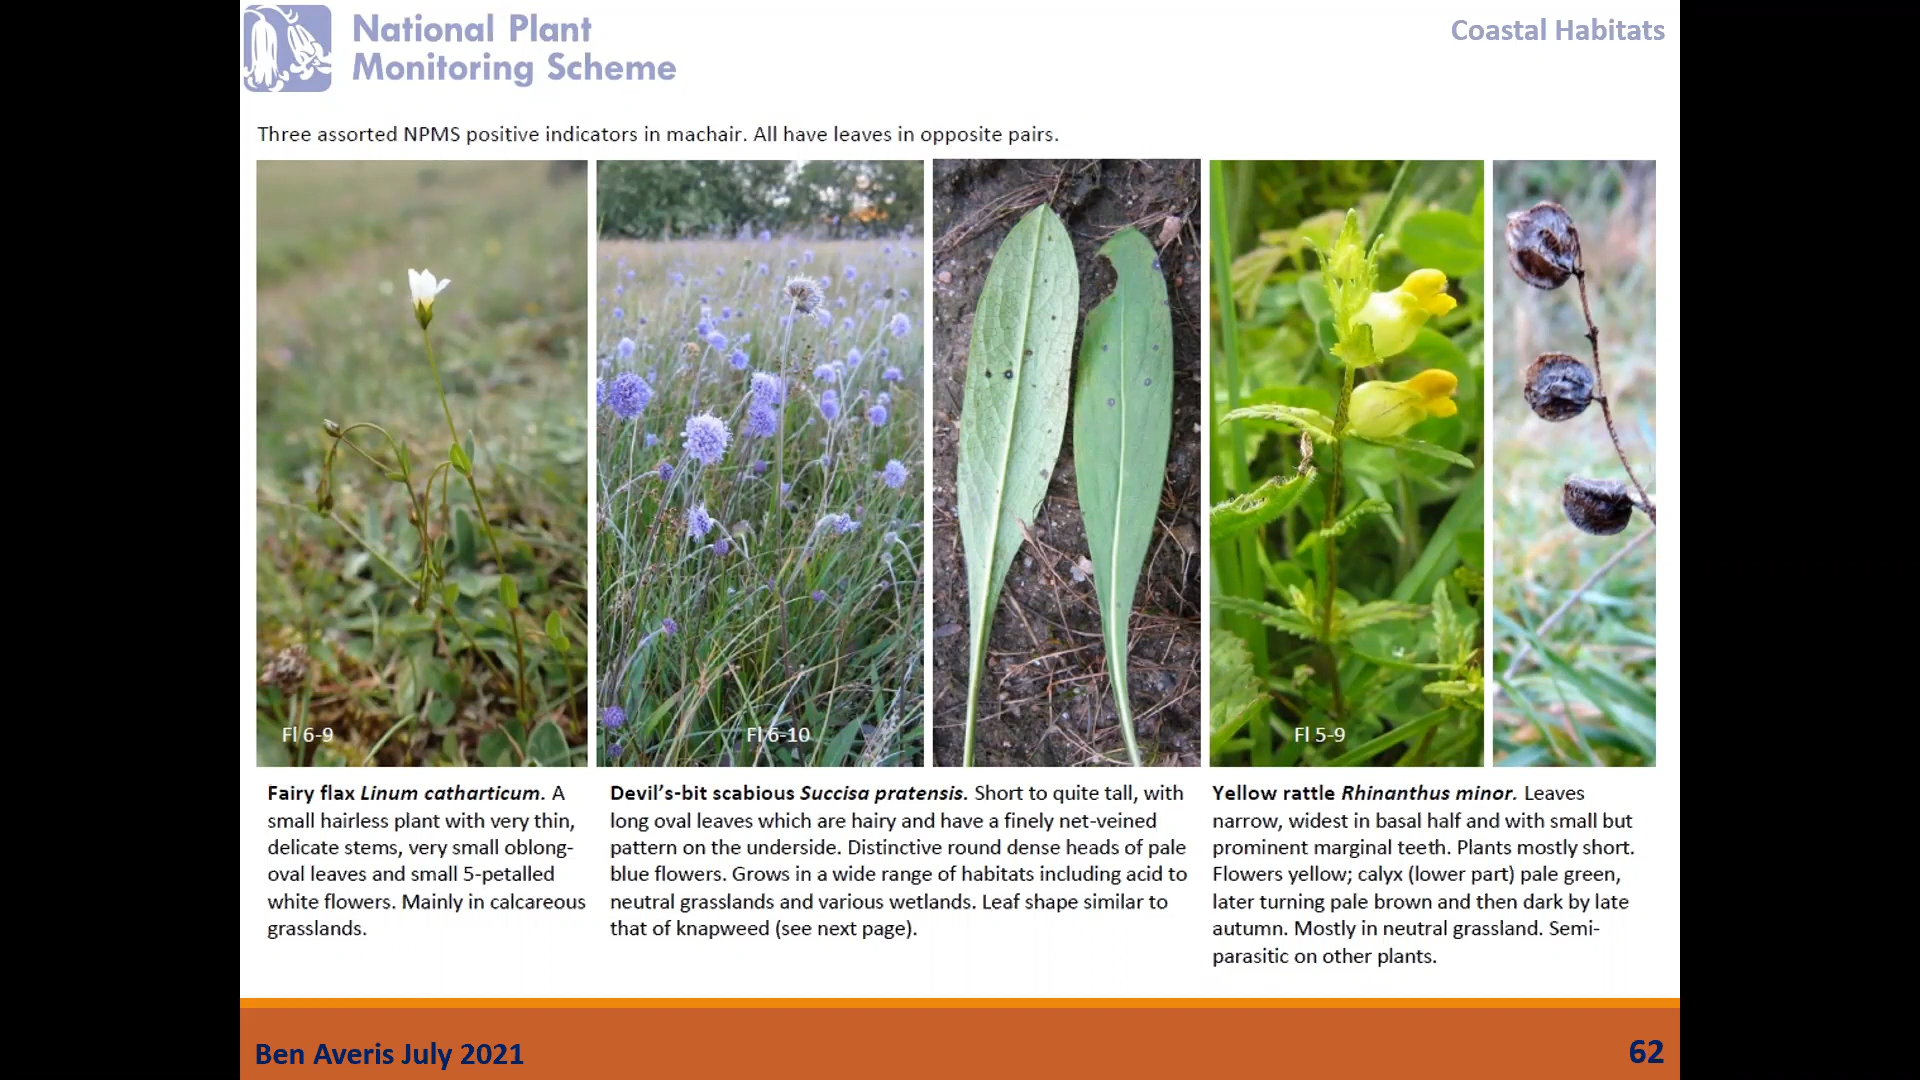 National Plant
Monitoring Scheme
Coastal Habitats
Three assorted NPMS positive indicators in machair. All have leaves in opposite pairs.
Fl 6-9
Fl 6-10
Fl 5-9
Fairy flax Linum catharticum. A
small hairless plant with very thin,
delicate stems, very small oblong-
oval leaves and small 5-petalled
white flowers. Mainly in calcareous
grasslands.
Devil’s-bit scabious Succisa pratensis. Short to quite tall, with
long oval leaves which are hairy and have a finely net-veined
pattern on the underside. Distinctive round dense heads of pale
blue flowers. Grows in a wide range of habitats including acid to
neutral grasslands and various wetlands. Leaf shape similar to
that of knapweed (see next page).
Yellow rattle Rhinanthus minor. Leaves
narrow, widest in basal half and with small but
prominent marginal teeth. Plants mostly short.
Flowers yellow; calyx (lower part) pale green,
later turning pale brown and then dark by late
autumn. Mostly in neutral grassland. Semi-
parasitic on other plants.
Ben Averis July 2021
62